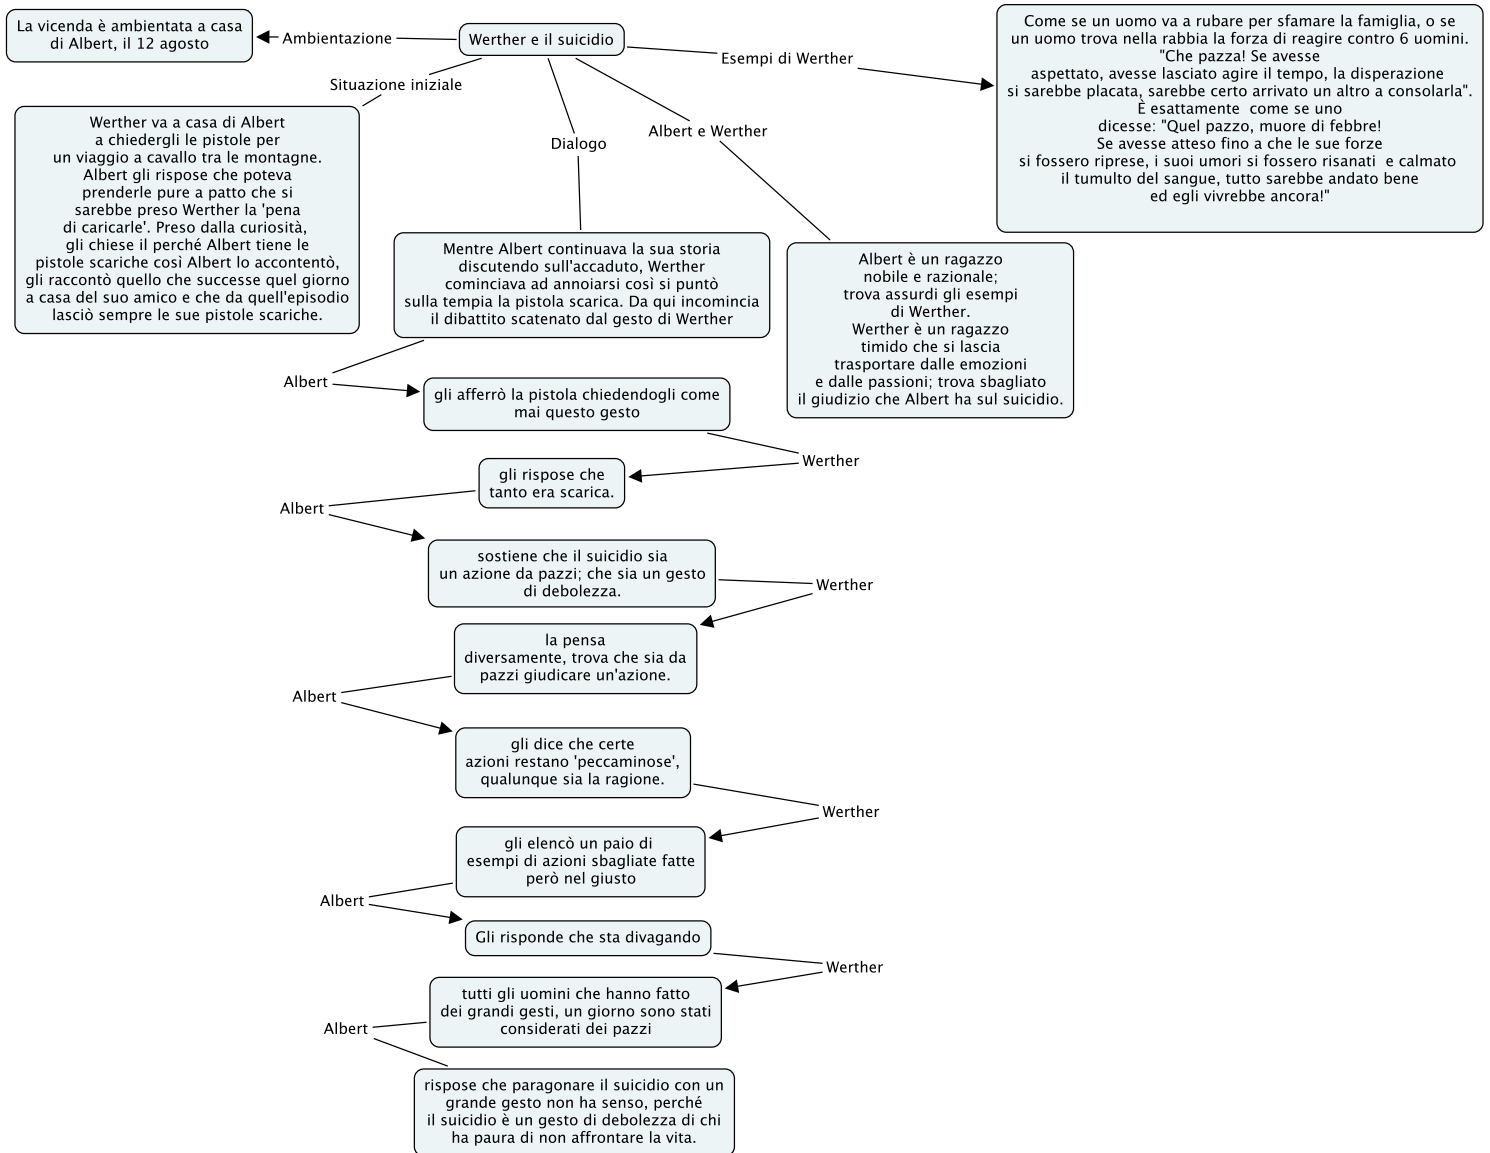 La vicenda è ambientata a casa
di Albert, il 12 agosto
Ambientazione
Werther e il suicidio
Esempi di Werther
Come se un uomo va a rubare per sfamare la famiglia, o se
un uomo trova nella rabbia la forza di reagire contro 6 uomini.
"Che pazza! Se avesse
aspettato, avesse lasciato agire il tempo, la disperazione
si sarebbe placata, sarebbe certo arrivato un altro a consolarla".
È esattamente  come se uno
dicesse: "Quel pazzo, muore di febbre!
Se avesse atteso fino a che le sue forze
si fossero riprese, i suoi umori si fossero risanati  e calmato
il tumulto del sangue, tutto sarebbe andato bene
ed egli vivrebbe ancora!"
Situazione iniziale
Werther va a casa di Albert
a chiedergli le pistole per
un viaggio a cavallo tra le montagne.
Albert gli rispose che poteva
prenderle pure a patto che si
sarebbe preso Werther la 'pena
di caricarle'. Preso dalla curiosità,
gli chiese il perché Albert tiene le
pistole scariche così Albert lo accontentò,
gli raccontò quello che successe quel giorno
a casa del suo amico e che da quell'episodio
lasciò sempre le sue pistole scariche.
Dialogo
Mentre Albert continuava la sua storia
discutendo sull'accaduto, Werther
cominciava ad annoiarsi così si puntò
sulla tempia la pistola scarica. Da qui incomincia
il dibattito scatenato dal gesto di Werther
Albert e Werther
Albert è un ragazzo
nobile e razionale;
trova assurdi gli esempi
di Werther.
Werther è un ragazzo
timido che si lascia
trasportare dalle emozioni
e dalle passioni; trova sbagliato
il giudizio che Albert ha sul suicidio.
Albert
gli afferrò la pistola chiedendogli come
mai questo gesto
Werther
gli rispose che
tanto era scarica.
Albert
sostiene che il suicidio sia
un azione da pazzi; che sia un gesto
di debolezza.
Werther
la pensa
diversamente, trova che sia da
pazzi giudicare un'azione.
Albert
gli dice che certe
azioni restano 'peccaminose',
qualunque sia la ragione.
Werther
gli elencò un paio di
esempi di azioni sbagliate fatte
però nel giusto
Albert
Gli risponde che sta divagando
Werther
tutti gli uomini che hanno fatto
dei grandi gesti, un giorno sono stati
considerati dei pazzi
Albert
rispose che paragonare il suicidio con un
grande gesto non ha senso, perché
il suicidio è un gesto di debolezza di chi
ha paura di non affrontare la vita.